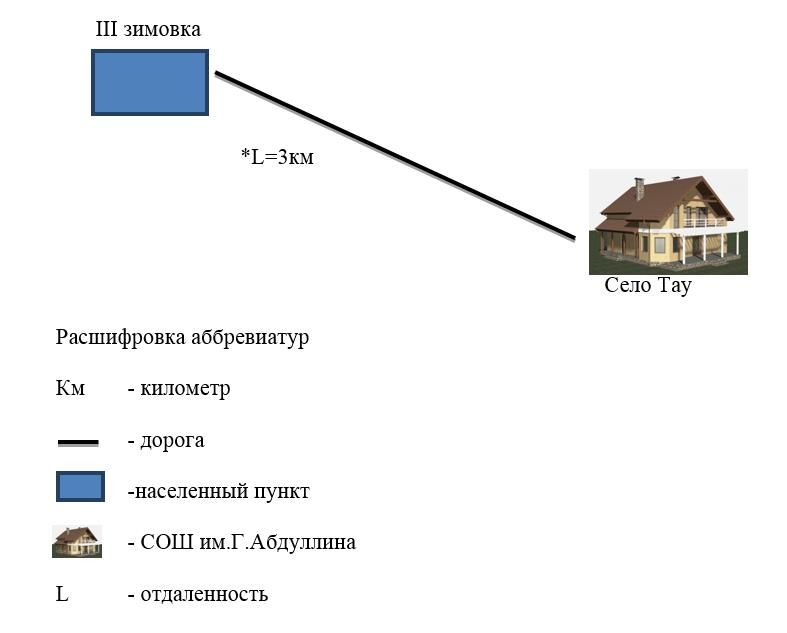 III зимовка
*L=3км
Село Тау
Расшифровка аббревиатур
Км - километр
- дорога
-населенный пункт
- СОШ им.Г.Абдуллина
L - отдаленность